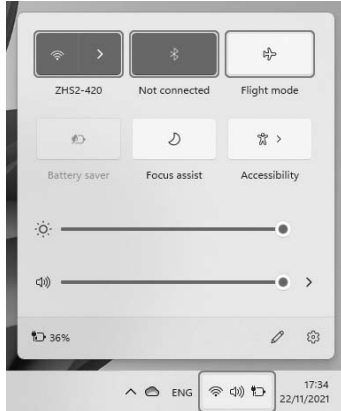 ZHS2-420 Not connected Flight mode
Battery saver Focus assist Accessibility
36%
ENG 17:34
22/11/2021